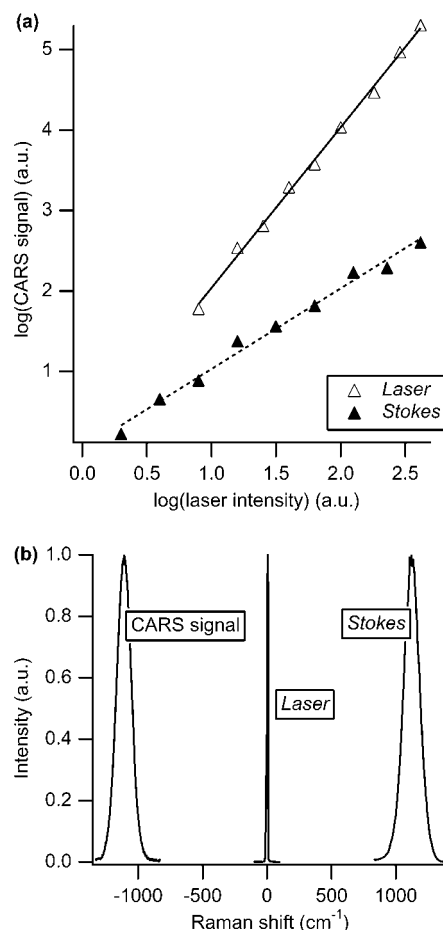 (a)
log(CARS signal) (a.u.)
5
4
3
2
1
Laser
Stokes
0.0 0.5 1.0 1.5 2.0 2.5
log(laser intensity) (a.u.)
(b)
Intensity (a.u.)
1.0
0.8
0.6
0.4
0.2
0.0
CARS signal
Stokes
Laser
-1000 -500 0 500 1000
Raman shift (cm⁻¹)